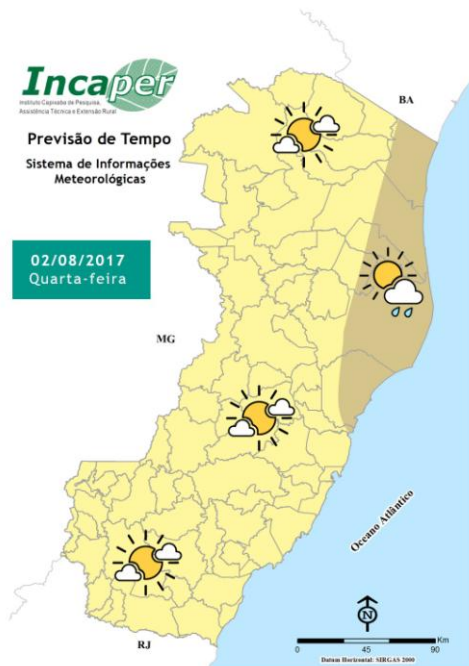 Incaper
Instituto Capixaba de Pesquisa,
Assistência Técnica e Extensão Rural
Previsão de Tempo
Sistema de Informações
Meteorológicas
02/08/2017
Quarta-feira
BA
MG
Oceano Atlântico
RJ
N
0 45 90
Km
Datum Horizontal: SIRGAS 2000